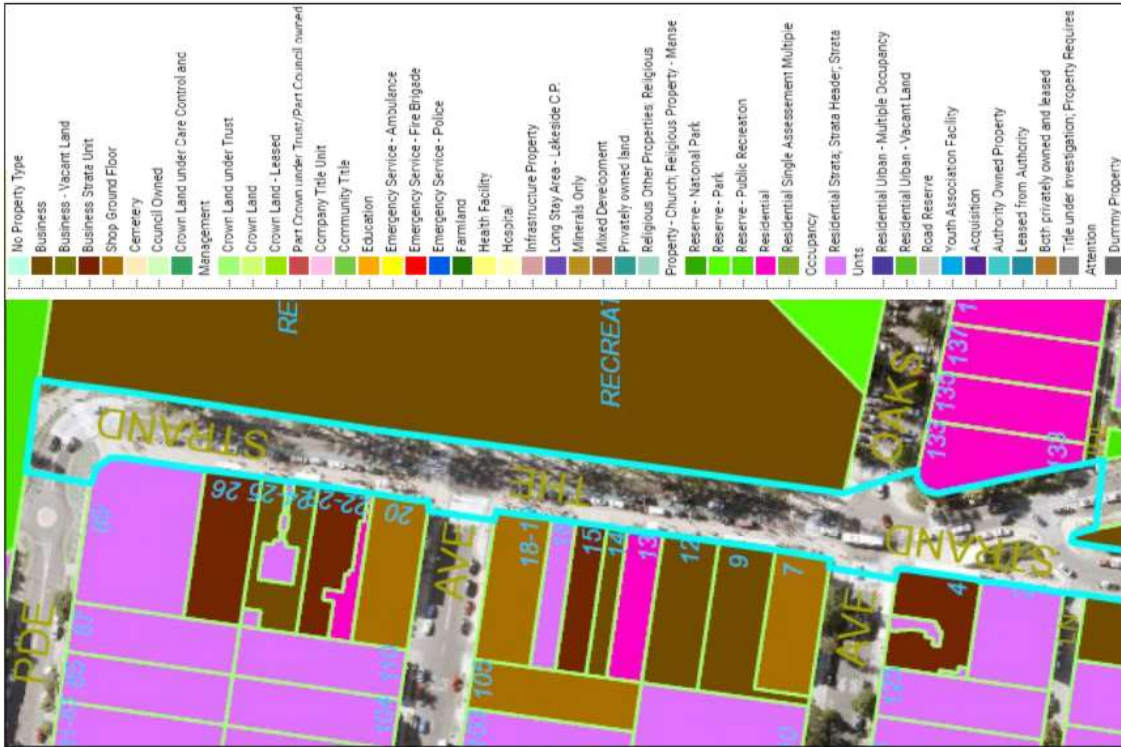 No Property Type
Business
Business - Vacant Land
Business Strata Unit
Shop Ground Floor
Cemetery
Council Owned
Crown Land under Care Control and
Management
Crown Land under Trust
Crown Land
Crown Land - Leased
Part Crown under Trust/Part Council owned
Company Title Unit
Community Title
Education
Emergency Service - Ambulance
Emergency Service - Fire Brigade
Emergency Service - Police
Farmland
Health Facility
Hospital
Infrastructure Property
Long Stay Area - Lakeside C.P.
Minerals Only
Mixed Development
Privately owned land
Religious Other Properties; Religious
Property - Church, Religious Property - Manse
Reserve - National Park
Reserve - Park
Reserve - Public Recreation
Residential
Residential Single Assessement Multiple
Occupancy
Residential Strata; Strata Header; Strata
Units
Residential Urban - Multiple Occupancy
Residential Urban - Vacant Land
Road Reserve
Youth Association Facility
Acquisition
Authority Owned Property
Leased from Authority
Both privately owned and leased
Title under investigation; Property Requires
Attention
Dummy Property
RE
RECREAT
STRAND
THE
STRAND
STRAND
OAKS
PDE
AVE
AVE
26
20
18-1
15
14
13
12
9
7
4
133
135
137
138
87
85
105
104